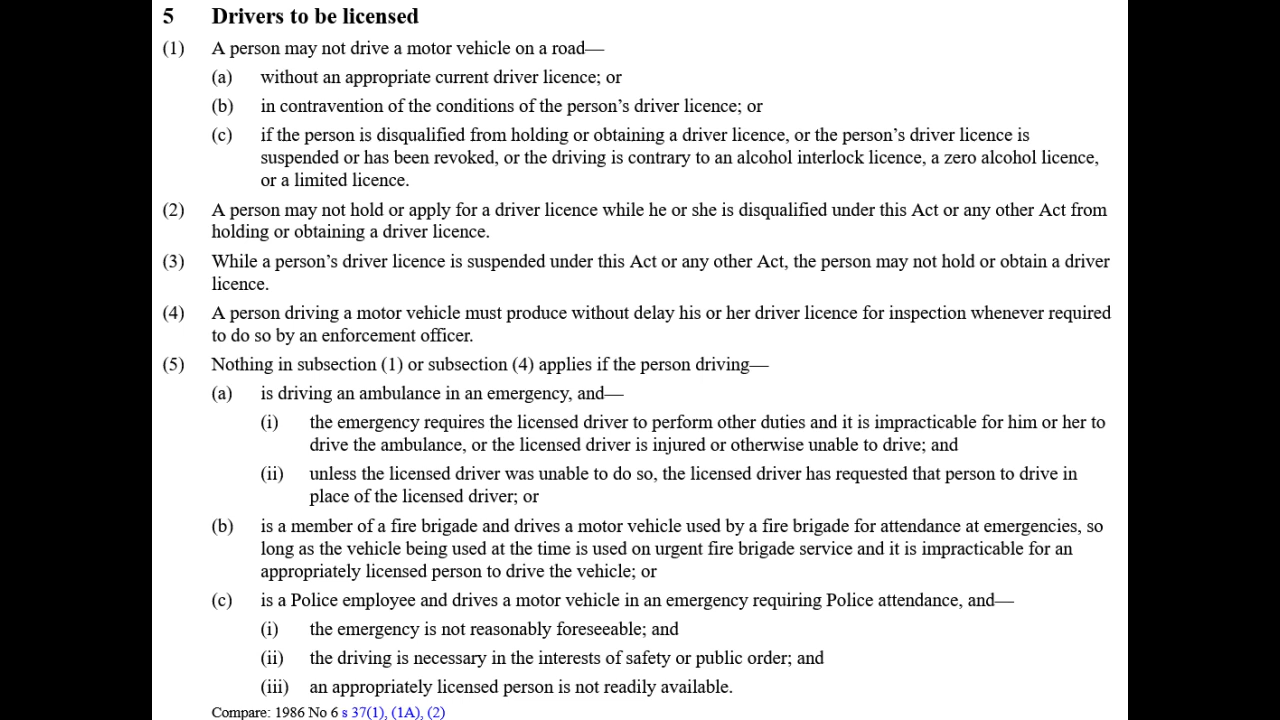 5 Drivers to be licensed
(1) A person may not drive a motor vehicle on a road—
(a) without an appropriate current driver licence; or
(b) in contravention of the conditions of the person’s driver licence; or
(c) if the person is disqualified from holding or obtaining a driver licence, or the person’s driver licence is
suspended or has been revoked, or the driving is contrary to an alcohol interlock licence, a zero alcohol licence,
or a limited licence.
(2) A person may not hold or apply for a driver licence while he or she is disqualified under this Act or any other Act from
holding or obtaining a driver licence.
(3) While a person’s driver licence is suspended under this Act or any other Act, the person may not hold or obtain a driver
licence.
(4) A person driving a motor vehicle must produce without delay his or her driver licence for inspection whenever required
to do so by an enforcement officer.
(5) Nothing in subsection (1) or subsection (4) applies if the person driving—
(a) is driving an ambulance in an emergency, and—
(i) the emergency requires the licensed driver to perform other duties and it is impracticable for him or her to
drive the ambulance, or the licensed driver is injured or otherwise unable to drive; and
(ii) unless the licensed driver was unable to do so, the licensed driver has requested that person to drive in
place of the licensed driver; or
(b) is a member of a fire brigade and drives a motor vehicle used by a fire brigade for attendance at emergencies, so
long as the vehicle being used at the time is used on urgent fire brigade service and it is impracticable for an
appropriately licensed person to drive the vehicle; or
(c) is a Police employee and drives a motor vehicle in an emergency requiring Police attendance, and—
(i) the emergency is not reasonably foreseeable; and
(ii) the driving is necessary in the interests of safety or public order; and
(iii) an appropriately licensed person is not readily available.
Compare: 1986 No 6 s 37(1), (1A), (2)